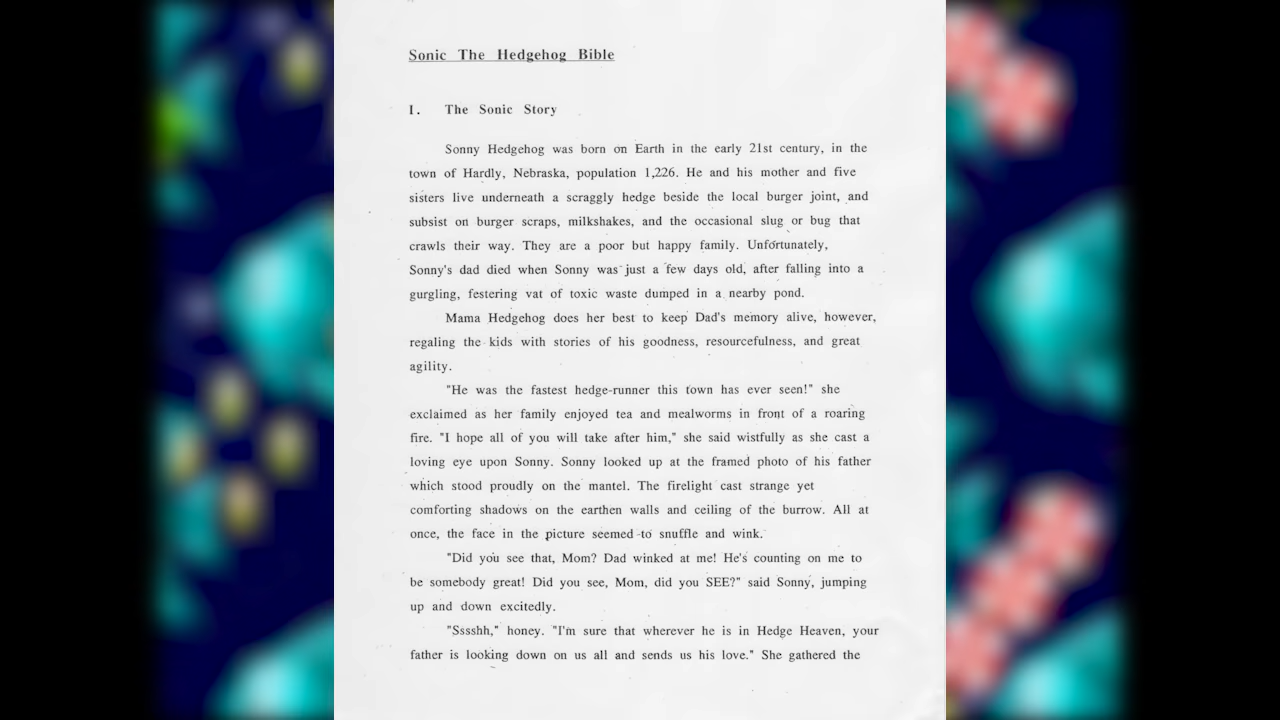 Sonic The Hedgehog Bible
I. The Sonic Story
Sonny Hedgehog was born on Earth in the early 21st century, in the
town of Hardly, Nebraska, population 1,226. He and his mother and five
sisters live underneath a scraggly hedge beside the local burger joint, and
subsist on burger scraps, milkshakes, and the occasional slug or bug that
crawls their way. They are a poor but happy family. Unfortunately,
Sonny's dad died when Sonny was just a few days old, after falling into a
gurgling, festering vat of toxic waste dumped in a nearby pond.
Mama Hedgehog does her best to keep Dad's memory alive, however,
regaling the kids with stories of his goodness, resourcefulness, and great
agility.
"He was the fastest hedge-runner this town has ever seen!" she
exclaimed as her family enjoyed tea and mealworms in front of a roaring
fire. "I hope all of you will take after him," she said wistfully as she cast a
loving eye upon Sonny. Sonny looked up at the framed photo of his father
which stood proudly on the mantel. The firelight cast strange yet
comforting shadows on the earthen walls and ceiling of the burrow. All at
once, the face in the picture seemed to snuffle and wink.
"Did you see that, Mom? Dad winked at me! He's counting on me to
be somebody great! Did you see, Mom, did you SEE?" said Sonny, jumping
up and down excitedly.
"Sssshh," honey. "I'm sure that wherever he is in Hedge Heaven, your
father is looking down on us all and sends us his love." She gathered the